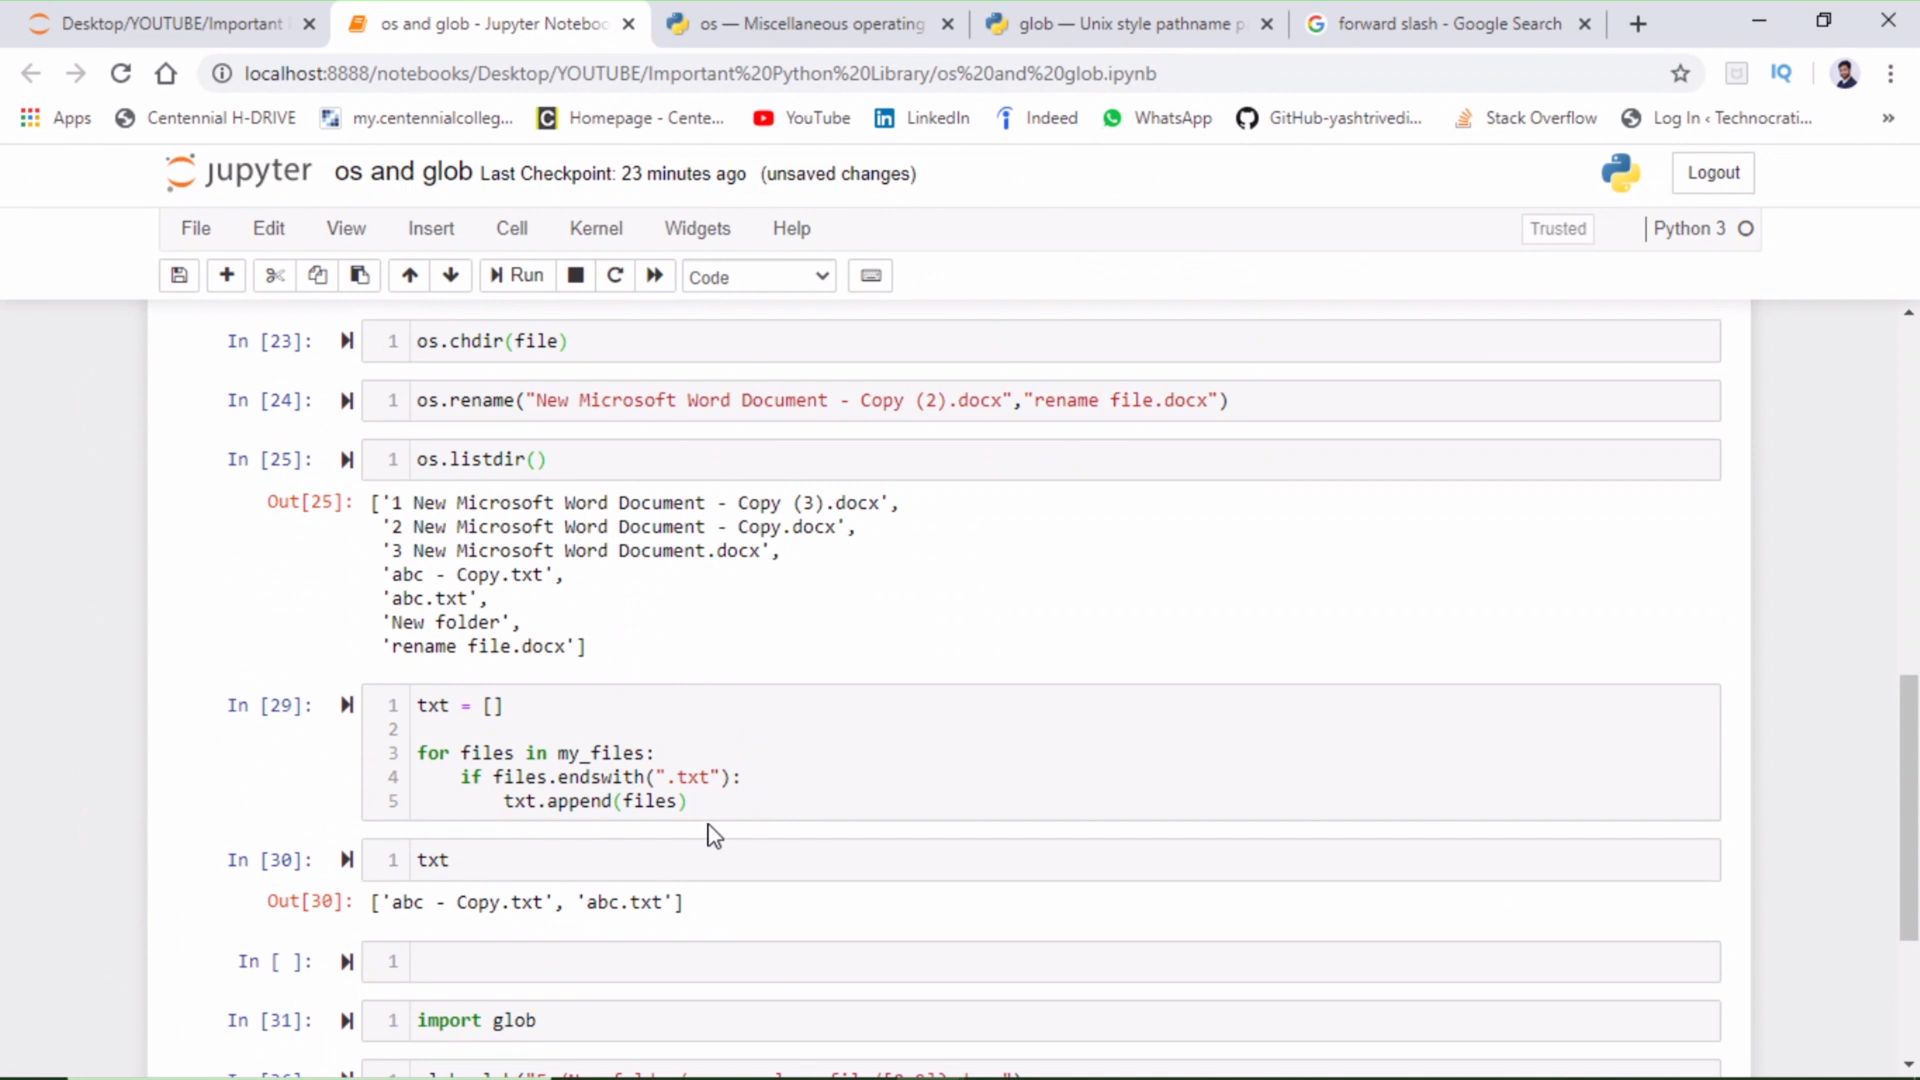 Desktop/YOUTUBE/Important
os and glob - Jupyter Noteboo
os — Miscellaneous operating
glob — Unix style pathname p
forward slash - Google Search
localhost:8888/notebooks/Desktop/YOUTUBE/Important%20Python%20Library/os%20and%20glob.ipynb
IQ
Apps
Centennial H-DRIVE
my.centennialcolleg...
Homepage - Cente...
YouTube
LinkedIn
Indeed
WhatsApp
GitHub-yashtrivedi...
Stack Overflow
Log In ‹ Technocrati...
»
jupyter os and glob Last Checkpoint: 23 minutes ago (unsaved changes)
Logout
File Edit View Insert Cell Kernel Widgets Help
Trusted
Python 3
Run
Code
In [23]: 1 os.chdir(file)
In [24]: 1 os.rename("New Microsoft Word Document - Copy (2).docx","rename file.docx")
In [25]: 1 os.listdir()
Out[25]: ['1 New Microsoft Word Document - Copy (3).docx',
'2 New Microsoft Word Document - Copy.docx',
'3 New Microsoft Word Document.docx',
'abc - Copy.txt',
'abc.txt',
'New folder',
'rename file.docx']
In [29]: 1 txt = []
2
3 for files in my_files:
4 if files.endswith(".txt"):
5 txt.append(files)
In [30]: 1 txt
Out[30]: ['abc - Copy.txt', 'abc.txt']
In [ ]: 1
In [31]: 1 import glob